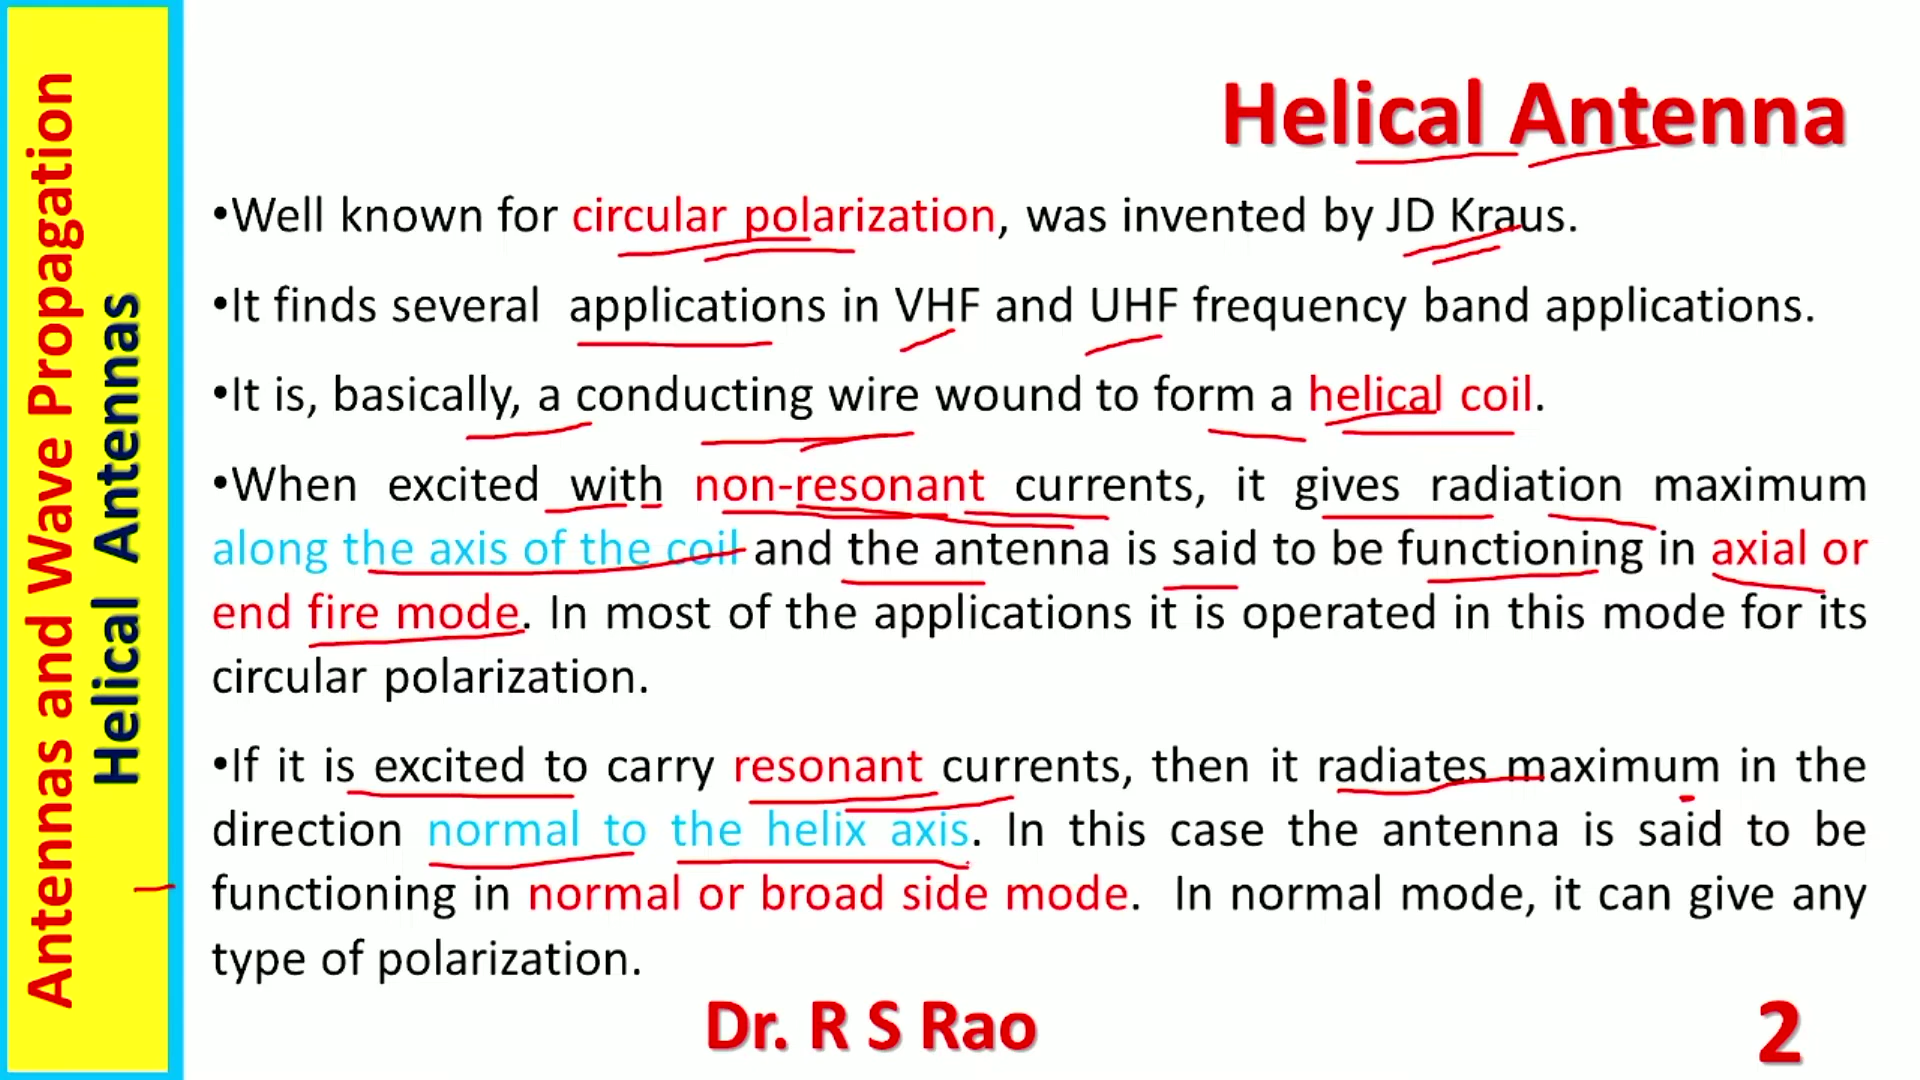 Antennas and Wave Propagation
Helical Antennas
Helical Antenna
•Well known for circular polarization, was invented by JD Kraus.
•It finds several applications in VHF and UHF frequency band applications.
•It is, basically, a conducting wire wound to form a helical coil.
•When excited with non-resonant currents, it gives radiation maximum
along the axis of the coil and the antenna is said to be functioning in axial or
end fire mode. In most of the applications it is operated in this mode for its
circular polarization.
•If it is excited to carry resonant currents, then it radiates maximum in the
direction normal to the helix axis. In this case the antenna is said to be
functioning in normal or broad side mode. In normal mode, it can give any
type of polarization.
Dr. R S Rao
2